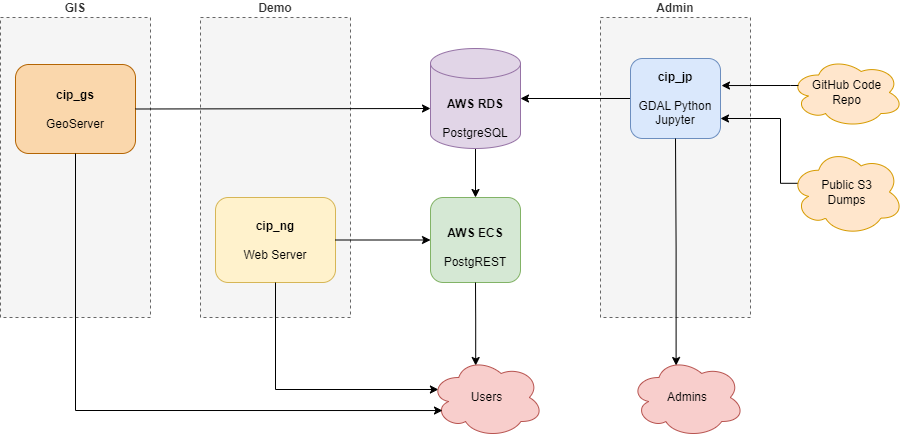 GIS
Demo
Admin
cip_gs
GeoServer
AWS RDS
PostgreSQL
cip_jp
GDAL Python
Jupyter
GitHub Code
Repo
Public S3
Dumps
cip_ng
Web Server
AWS ECS
PostgREST
Users
Admins